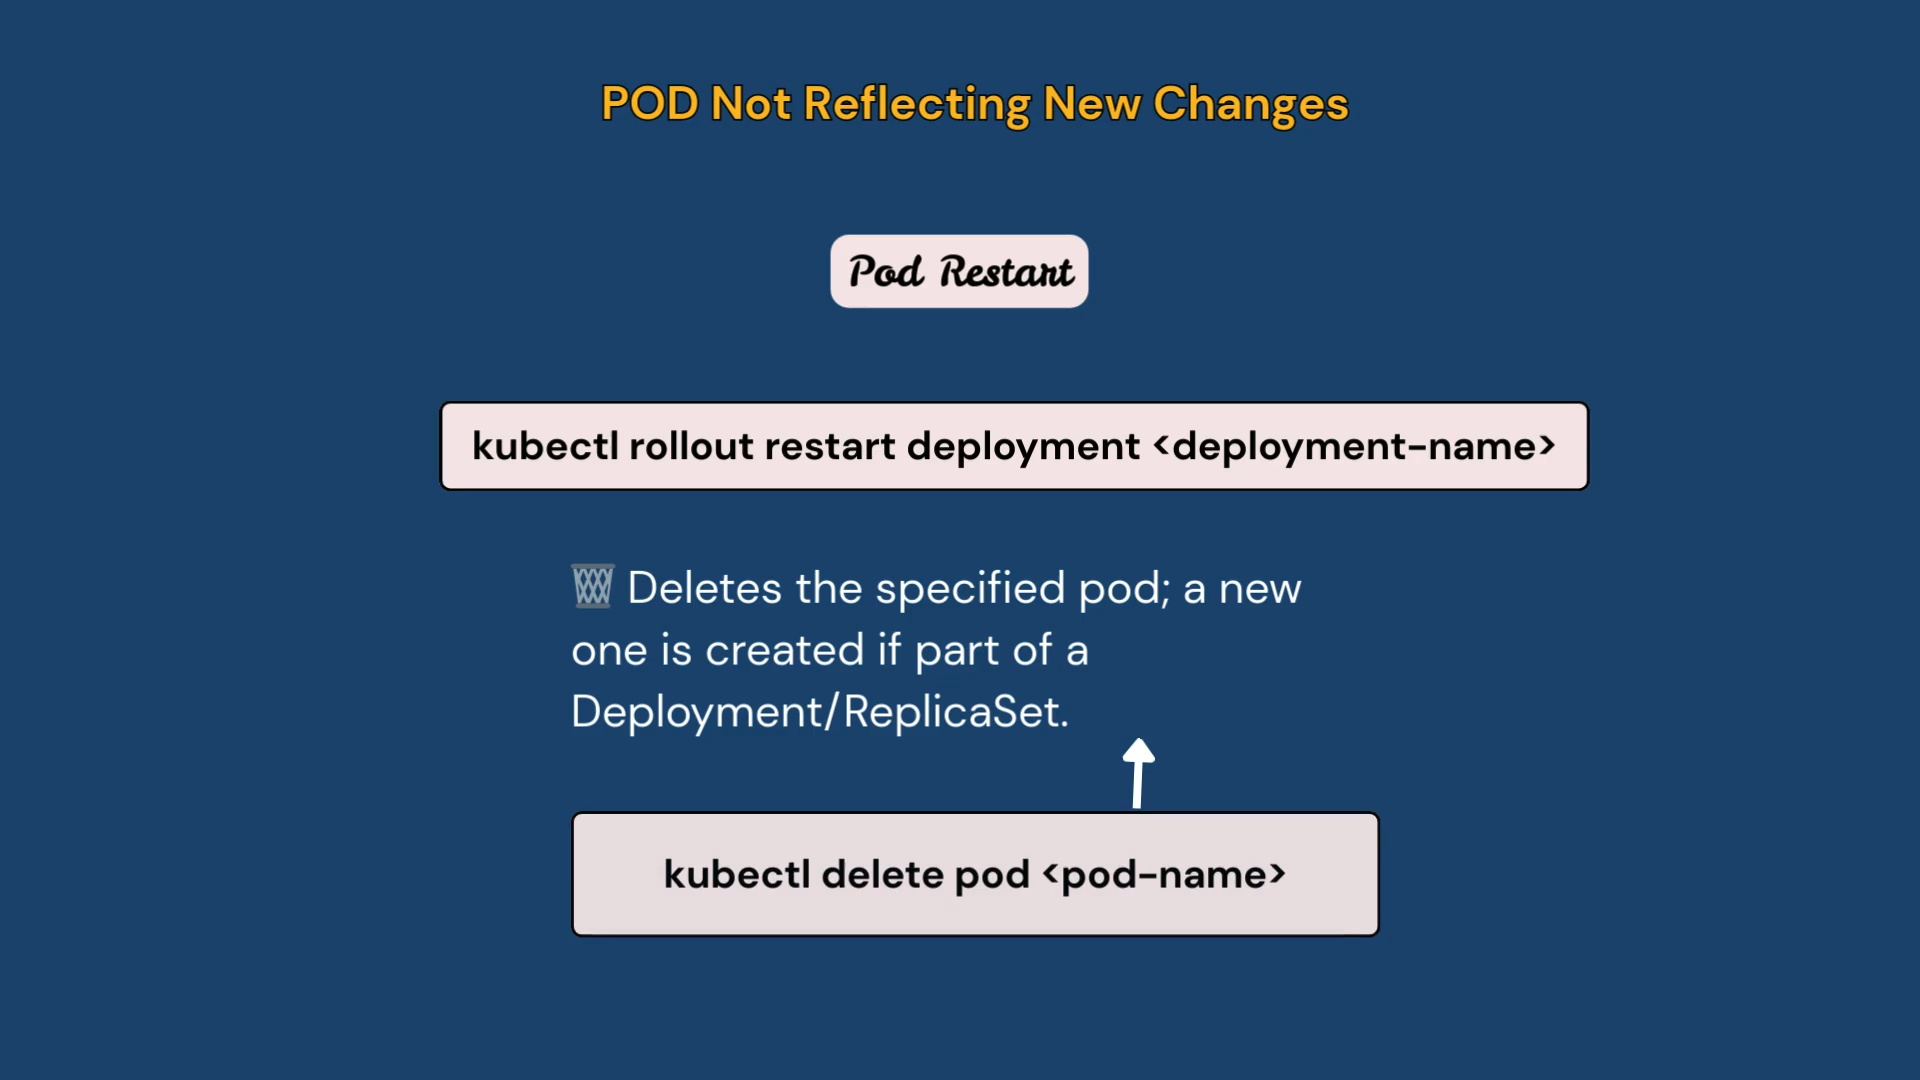 POD Not Reflecting New Changes
Pod Restart
kubectl rollout restart deployment <deployment-name>
🗑️ Deletes the specified pod; a new
one is created if part of a
Deployment/ReplicaSet.
kubectl delete pod <pod-name>